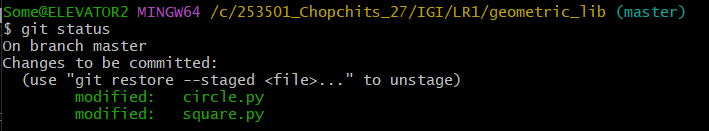 Some@ELEVATOR2 MINGW64 /c/253501_Chopchits_27/IGI/LR1/geometric_lib (master)
$ git status
On branch master
Changes to be committed:
  (use "git restore --staged <file>..." to unstage)
        modified:   circle.py
        modified:   square.py